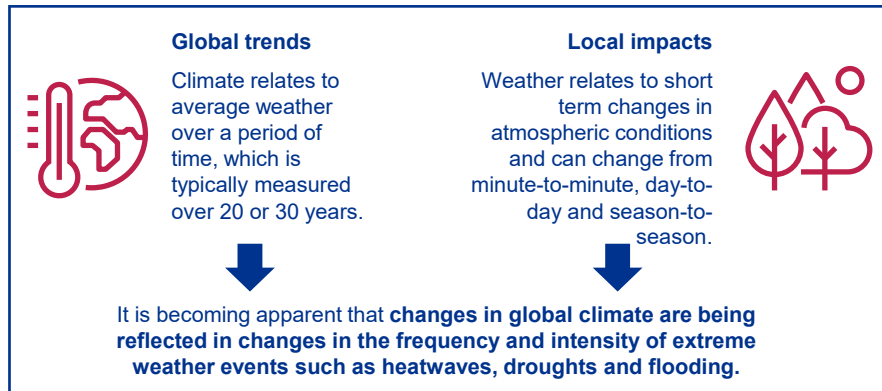 Global trends
Climate relates to
average weather
over a period of
time, which is
typically measured
over 20 or 30 years.
Local impacts
Weather relates to short
term changes in
atmospheric conditions
and can change from
minute-to-minute, day-to-
day and season-to-
season.
It is becoming apparent that changes in global climate are being
reflected in changes in the frequency and intensity of extreme
weather events such as heatwaves, droughts and flooding.